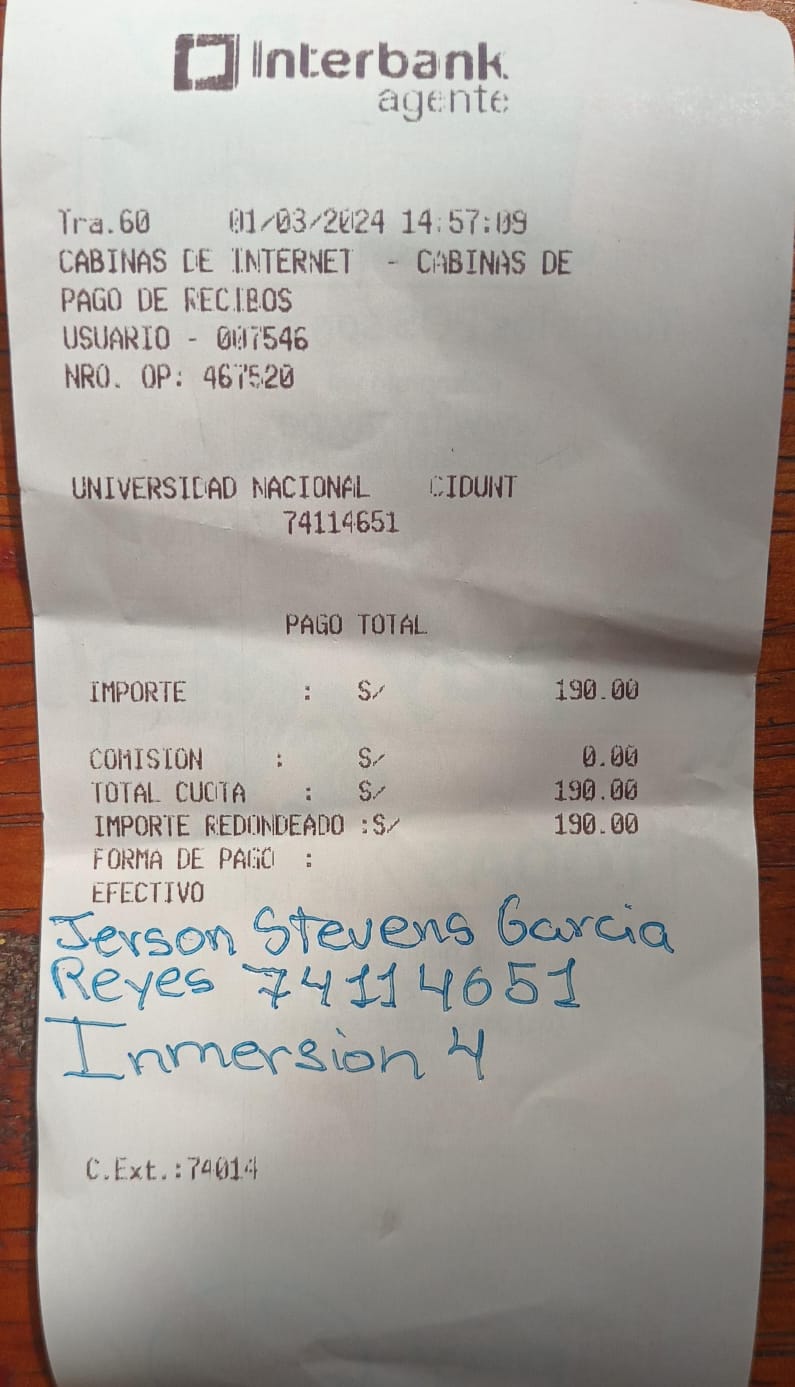 Interbank
agente
Tra.60 01/03/2024 14:57:09
CABINAS DE INTERNET - CABINAS DE
PAGO DE RECIBOS
USUARIO - 007546
NRO. OP: 467520
UNIVERSIDAD NACIONAL CIDUNT
74114651
PAGO TOTAL
IMPORTE : S/ 190.00
COMISION : S/ 0.00
TOTAL CUOTA : S/ 190.00
IMPORTE REDONDEADO :S/ 190.00
FORMA DE PAGO :
EFECTIVO
Jerson Stevens Garcia
Reyes 74114651
Inmersion 4
C.Ext.:74014